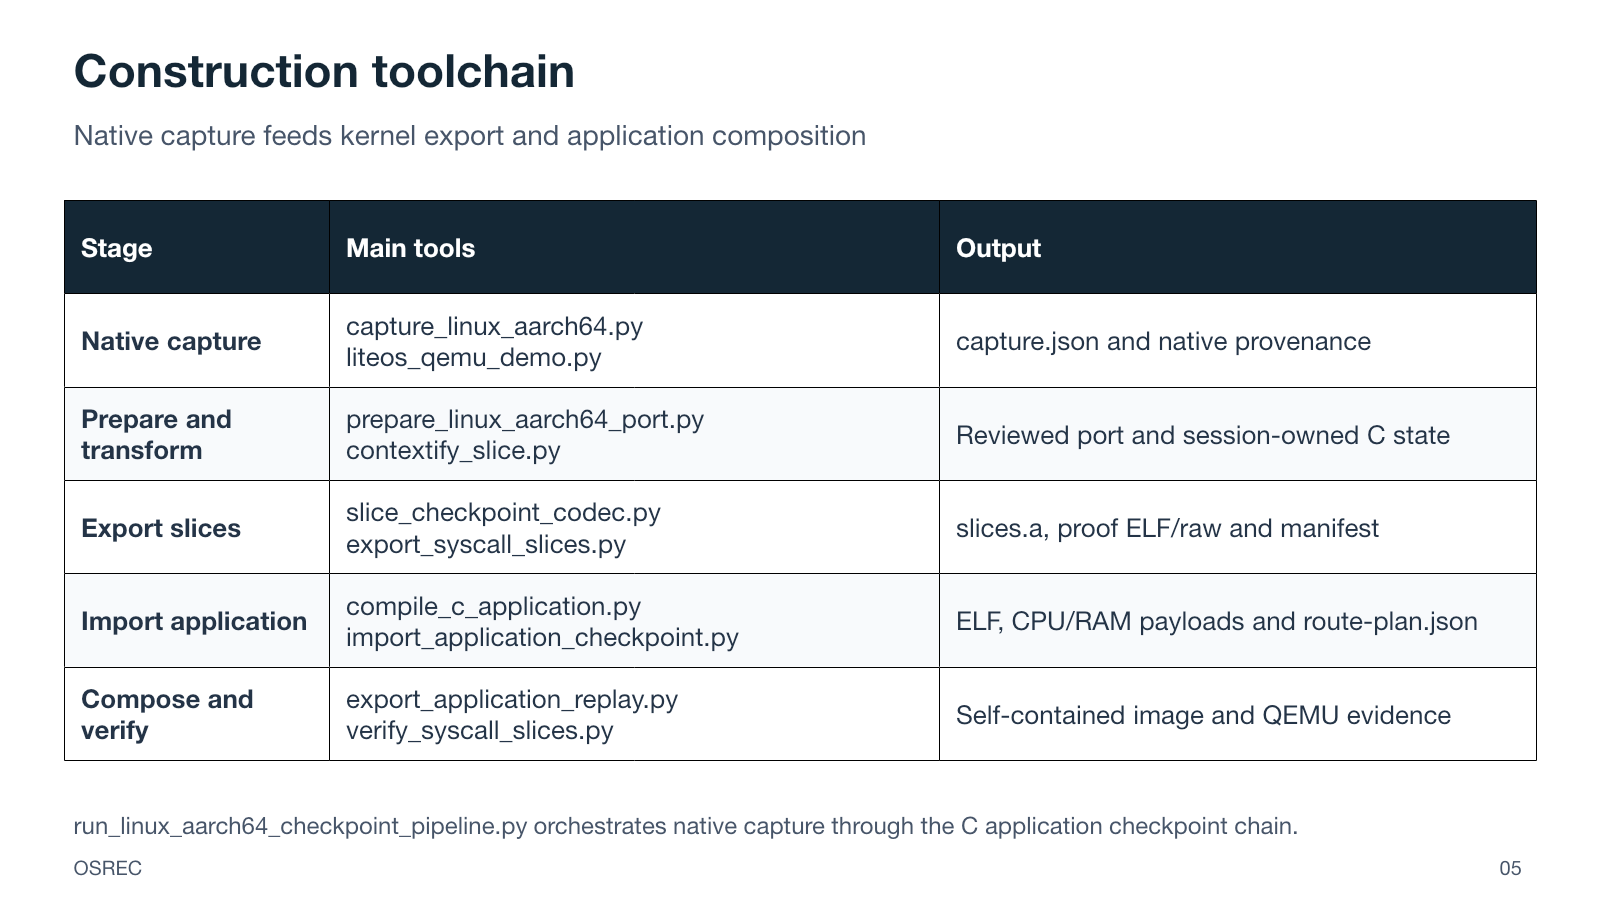 Construction toolchain
Native capture feeds kernel export and application composition
Stage
Main tools
Output
Native capture
capture_linux_aarch64.py
liteos_qemu_demo.py
capture.json and native provenance
Prepare and
transform
prepare_linux_aarch64_port.py
contextify_slice.py
Reviewed port and session-owned C state
Export slices
slice_checkpoint_codec.py
export_syscall_slices.py
slices.a, proof ELF/raw and manifest
Import application
compile_c_application.py
import_application_checkpoint.py
ELF, CPU/RAM payloads and route-plan.json
Compose and
verify
export_application_replay.py
verify_syscall_slices.py
Self-contained image and QEMU evidence
run_linux_aarch64_checkpoint_pipeline.py orchestrates native capture through the C application checkpoint chain.
OSREC
05